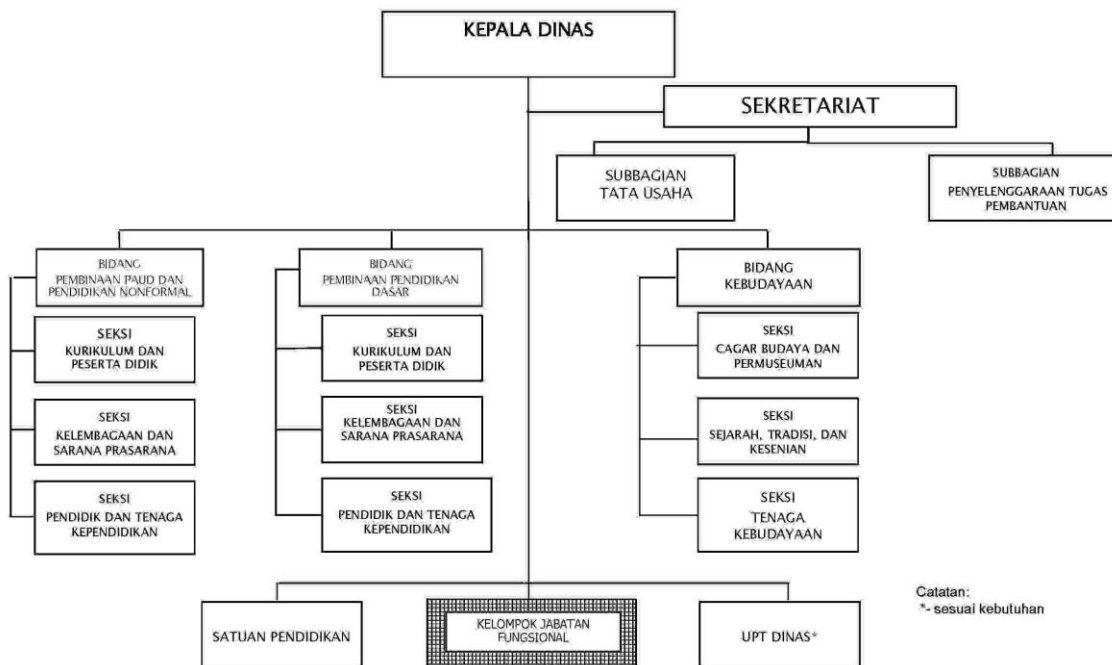 KEPALA DINAS
SEKRETARIAT
SUBBAGIAN
TATA USAHA
SUBBAGIAN
PENYELENGGARAAN TUGAS
PEMBANTUAN
BIDANG
PEMBINAAN PAUD DAN
PENDIDIKAN NONFORMAL
SEKSI
KURIKULUM DAN
PESERTA DIDIK
SEKSI
KELEMBAGAAN DAN
SARANA PRASARANA
SEKSI
PENDIDIK DAN TENAGA
KEPENDIDIKAN
BIDANG
PEMBINAAN PENDIDIKAN
DASAR
SEKSI
KURIKULUM DAN
PESERTA DIDIK
SEKSI
KELEMBAGAAN DAN
SARANA PRASARANA
SEKSI
PENDIDIK DAN TENAGA
KEPENDIDIKAN
BIDANG
KEBUDAYAAN
SEKSI
CAGAR BUDAYA DAN
PERMUSEUMAN
SEKSI
SEJARAH, TRADISI, DAN
KESENIAN
SEKSI
TENAGA
KEBUDAYAAN
SATUAN PENDIDIKAN
KELOMPOK JABATAN
FUNGSIONAL
UPT DINAS*
Catatan:
*- sesuai kebutuhan